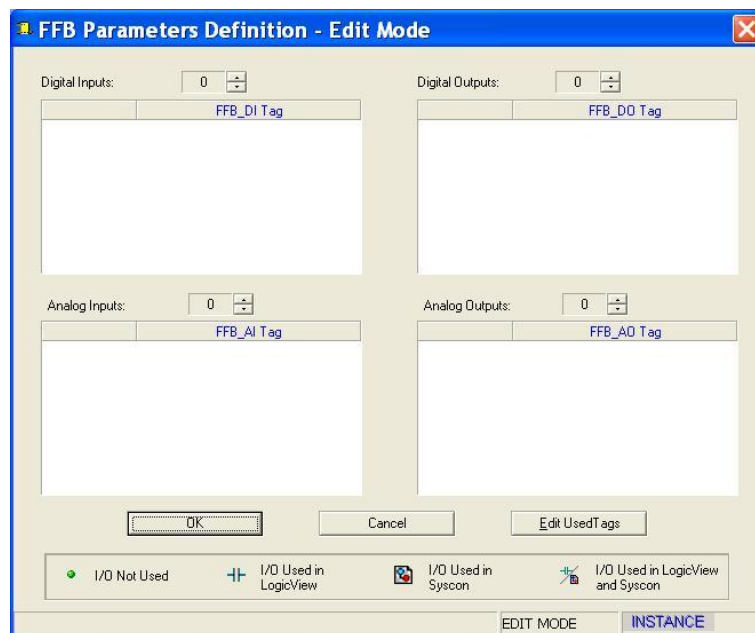 FFB Parameters Definition - Edit Mode
Digital Inputs: 0
Digital Outputs: 0
FFB_DI Tag
FFB_DO Tag
Analog Inputs: 0
Analog Outputs: 0
FFB_AI Tag
FFB_AO Tag
OK
Cancel
Edit UsedTags
I/O Not Used
I/O Used in
LogicView
I/O Used in
Syscon
I/O Used in LogicView
and Syscon
EDIT MODE
INSTANCE